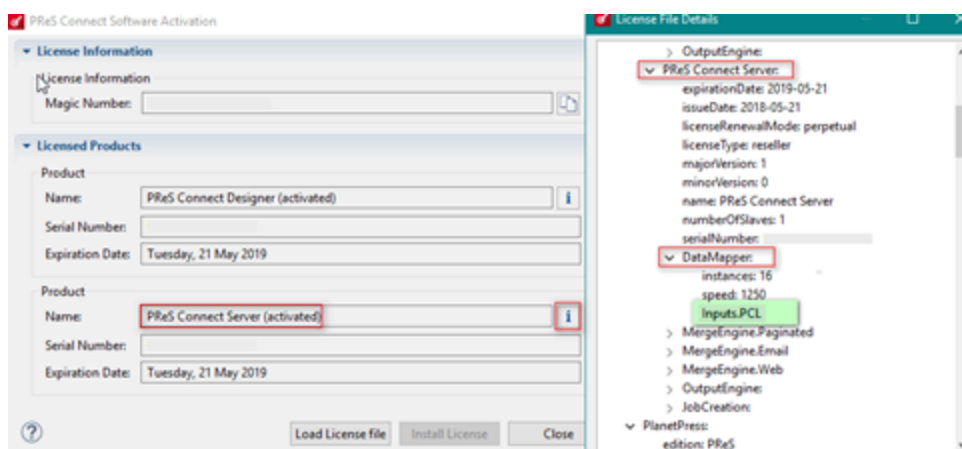 PReS Connect Software Activation
License Information
License Information
Magic Number:
Licensed Products
Product
Name: PReS Connect Designer (activated) i
Serial Number:
Expiration Date: Tuesday, 21 May 2019
Product
Name: PReS Connect Server (activated) i
Serial Number:
Expiration Date: Tuesday, 21 May 2019
? Load License file Install License Close
License File Details
OutputEngine:
PReS Connect Server:
expirationDate: 2019-05-21
issueDate: 2018-05-21
licenseRenewalMode: perpetual
licenseType: reseller
majorVersion: 1
minorVersion: 0
name: PReS Connect Server
numberOfSlaves: 1
serialNumber:
DataMapper:
instances: 16
speed: 1250
Inputs.PCL
MergeEngine.Paginated
MergeEngine.Email
MergeEngine.Web
OutputEngine:
JobCreation:
PlanetPress:
edition: PReS